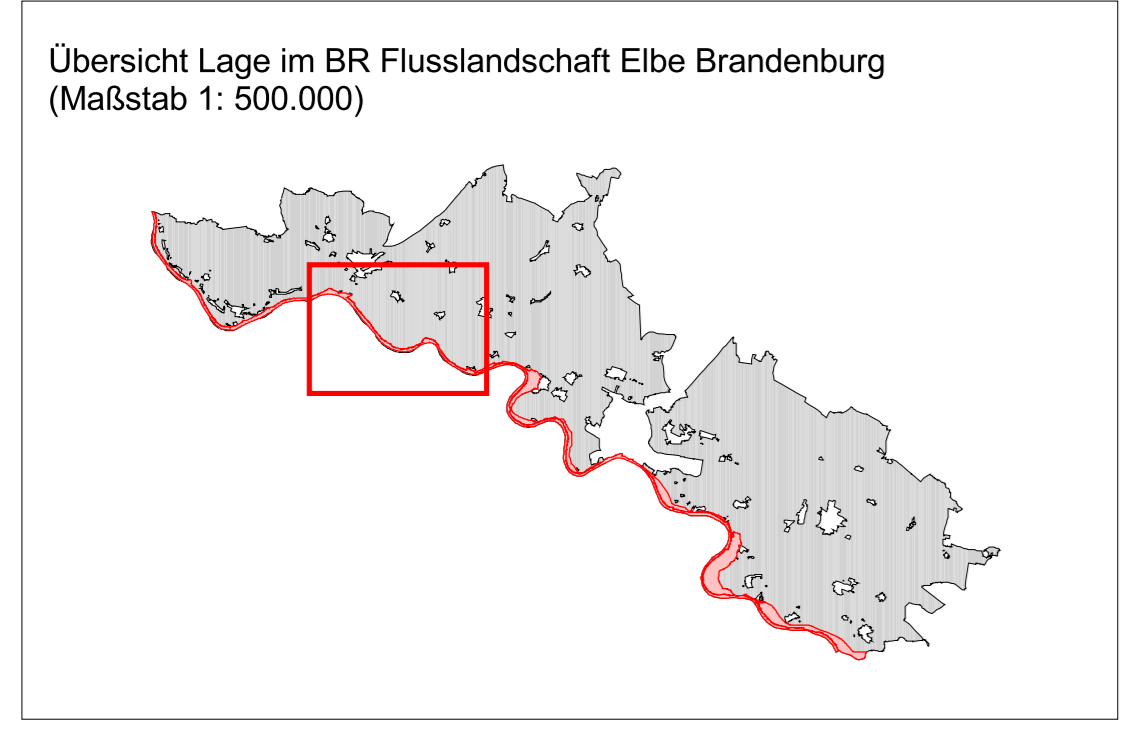 Übersicht Lage im BR Flusslandschaft Elbe Brandenburg
(Maßstab 1: 500.000)